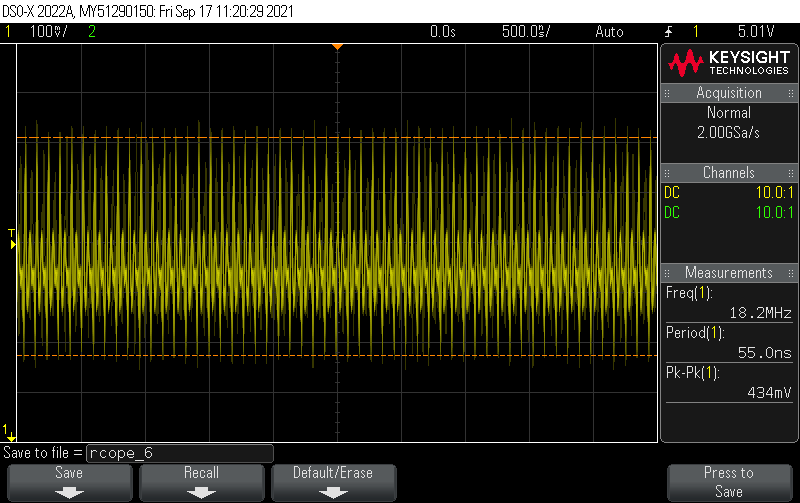 DSO-X 2022A, MY51290150: Fri Sep 17 11:20:29 2021
1 100mV/ 2 0.0s 500.0ns/ Auto 1 5.01V
KEYSIGHT
TECHNOLOGIES
Acquisition
Normal
2.00GSa/s
Channels
DC 10.0:1
DC 10.0:1
T
Measurements
Freq(1):
18.2MHz
Period(1):
55.0ns
Pk-Pk(1):
434mV
1
Save to file = rcope_6
Save Recall Default/Erase Press to
Save